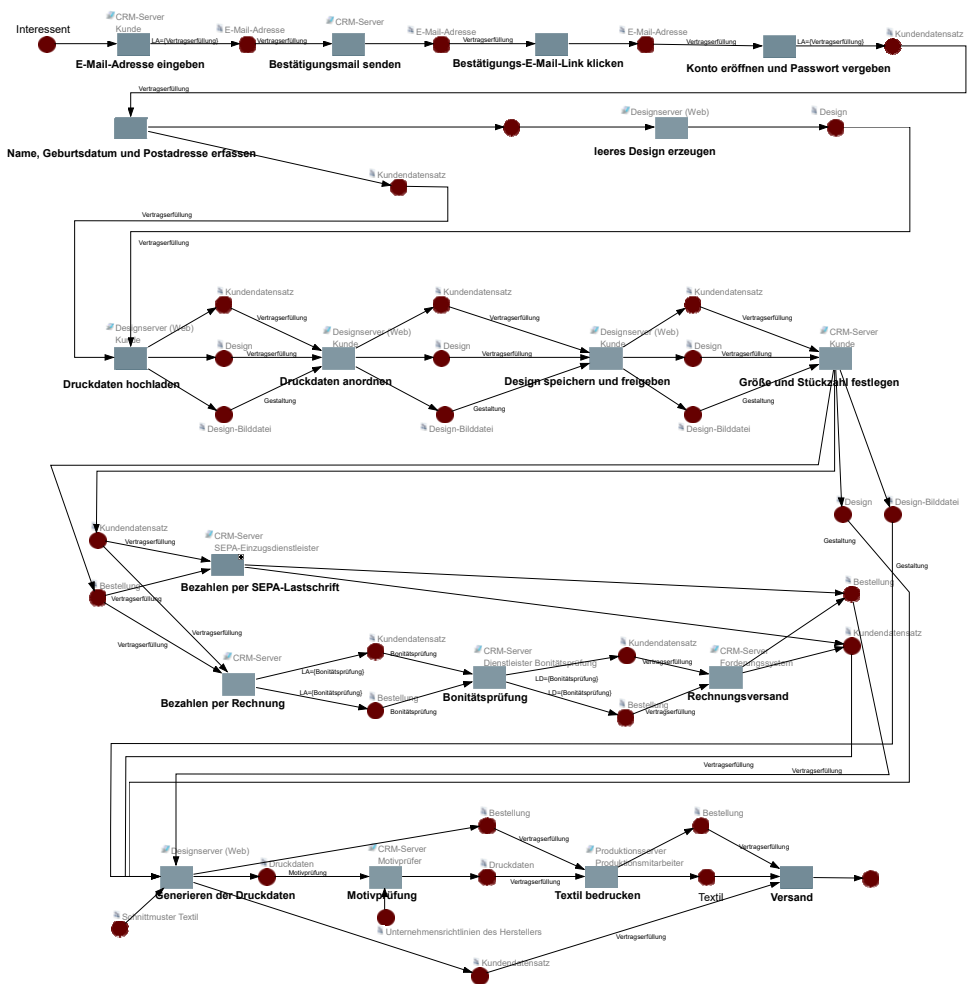 Interessent
CRM-Server
Kunde
LA={Vertragserfüllung}
E-Mail-Adresse eingeben
E-Mail-Adresse
Vertragserfüllung
CRM-Server
Bestätigungsmail senden
E-Mail-Adresse
Vertragserfüllung
Bestätigungs-E-Mail-Link klicken
E-Mail-Adresse
Vertragserfüllung
LA={Vertragserfüllung}
Konto eröffnen und Passwort vergeben
Kundendatensatz
Vertragserfüllung
Name, Geburtsdatum und Postadresse erfassen
Designserver (Web)
leeres Design erzeugen
Design
Kundendatensatz
Vertragserfüllung
Vertragserfüllung
Designserver (Web)
Kunde
Druckdaten hochladen
Kundendatensatz
Vertragserfüllung
Design
Vertragserfüllung
Gestaltung
Design-Bilddatei
Designserver (Web)
Kunde
Druckdaten anordnen
Kundendatensatz
Vertragserfüllung
Design
Vertragserfüllung
Gestaltung
Design-Bilddatei
Designserver (Web)
Kunde
Design speichern und freigeben
Kundendatensatz
Vertragserfüllung
Design
Vertragserfüllung
Gestaltung
Design-Bilddatei
CRM-Server
Kunde
Größe und Stückzahl festlegen
Design
Design-Bilddatei
Gestaltung
Gestaltung
Kundendatensatz
Vertragserfüllung
CRM-Server
SEPA-Einzugsdienstleister
Bezahlen per SEPA-Lastschrift
Bestellung
Vertragserfüllung
Vertragserfüllung
Vertragserfüllung
CRM-Server
Bezahlen per Rechnung
LA={Bonitätsprüfung}
LA={Bonitätsprüfung}
Kundendatensatz
Bonitätsprüfung
Bestellung
Bonitätsprüfung
CRM-Server
Dienstleister Bonitätsprüfung
Bonitätsprüfung
LD={Bonitätsprüfung}
LD={Bonitätsprüfung}
Kundendatensatz
Vertragserfüllung
Bestellung
Vertragserfüllung
CRM-Server
Forderungssystem
Rechnungsversand
Bestellung
Kundendatensatz
Vertragserfüllung
Vertragserfüllung
Designserver (Web)
Generieren der Druckdaten
Schnittmuster Textil
Druckdaten
Motivprüfung
CRM-Server
Motivprüfer
Motivprüfung
Unternehmensrichtlinien des Herstellers
Bestellung
Vertragserfüllung
Druckdaten
Vertragserfüllung
Produktionsserver
Produktionsmitarbeiter
Textil bedrucken
Bestellung
Vertragserfüllung
Textil
Versand
Vertragserfüllung
Kundendatensatz